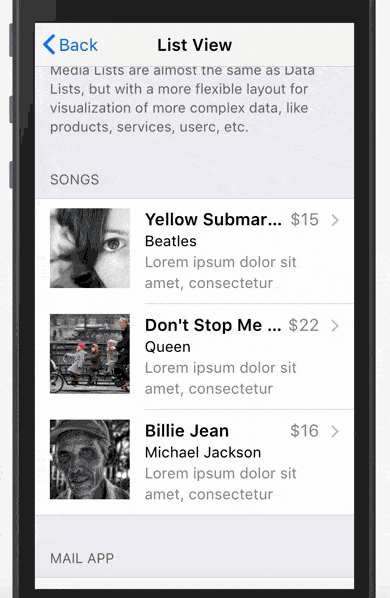 Back
List View
Media Lists are almost the same as Data
Lists, but with a more flexible layout for
visualization of more complex data, like
products, services, userc, etc.
SONGS
Yellow Submar... $15
Beatles
Lorem ipsum dolor sit
amet, consectetur
Don't Stop Me ... $22
Queen
Lorem ipsum dolor sit
amet, consectetur
Billie Jean $16
Michael Jackson
Lorem ipsum dolor sit
amet, consectetur
MAIL APP